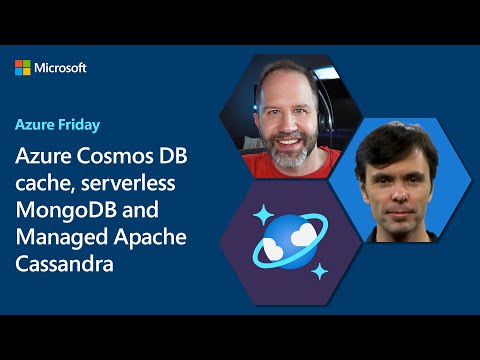 Microsoft
Azure Friday
Azure Cosmos DB
cache, serverless
MongoDB and
Managed Apache
Cassandra